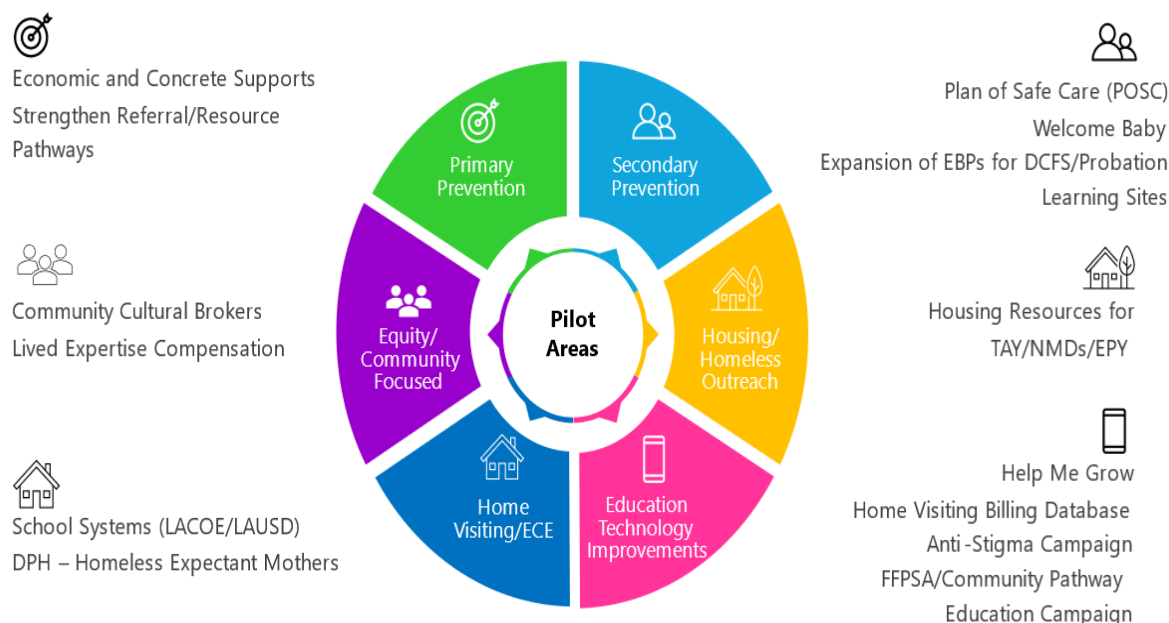 Economic and Concrete Supports
Strengthen Referral/Resource
Pathways
Community Cultural Brokers
Lived Expertise Compensation
School Systems (LACOE/LAUSD)
DPH – Homeless Expectant Mothers
Primary
Prevention
Secondary
Prevention
Equity/
Community
Focused
Pilot
Areas
Housing/
Homeless
Outreach
Home
Visiting/ECE
Education
Technology
Improvements
Plan of Safe Care (POSC)
Welcome Baby
Expansion of EBPs for DCFS/Probation
Learning Sites
Housing Resources for
TAY/NMDs/EPY
Help Me Grow
Home Visiting Billing Database
Anti-Stigma Campaign
FFPSA/Community Pathway
Education Campaign